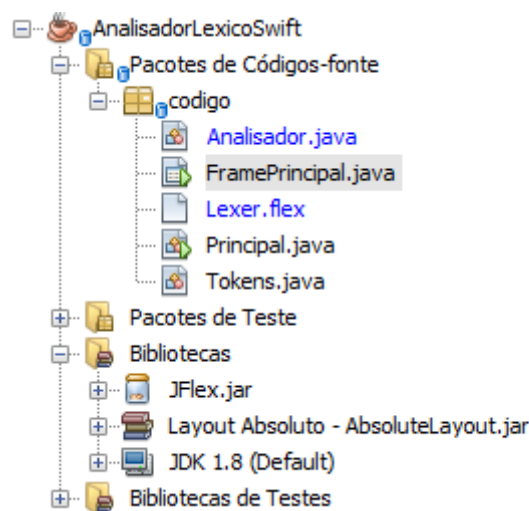 AnalisadorLexicoSwift
Pacotes de Códigos-fonte
codigo
Analisador.java
FramePrincipal.java
Lexer.flex
Principal.java
Tokens.java
Pacotes de Teste
Bibliotecas
JFlex.jar
Layout Absoluto - AbsoluteLayout.jar
JDK 1.8 (Default)
Bibliotecas de Testes